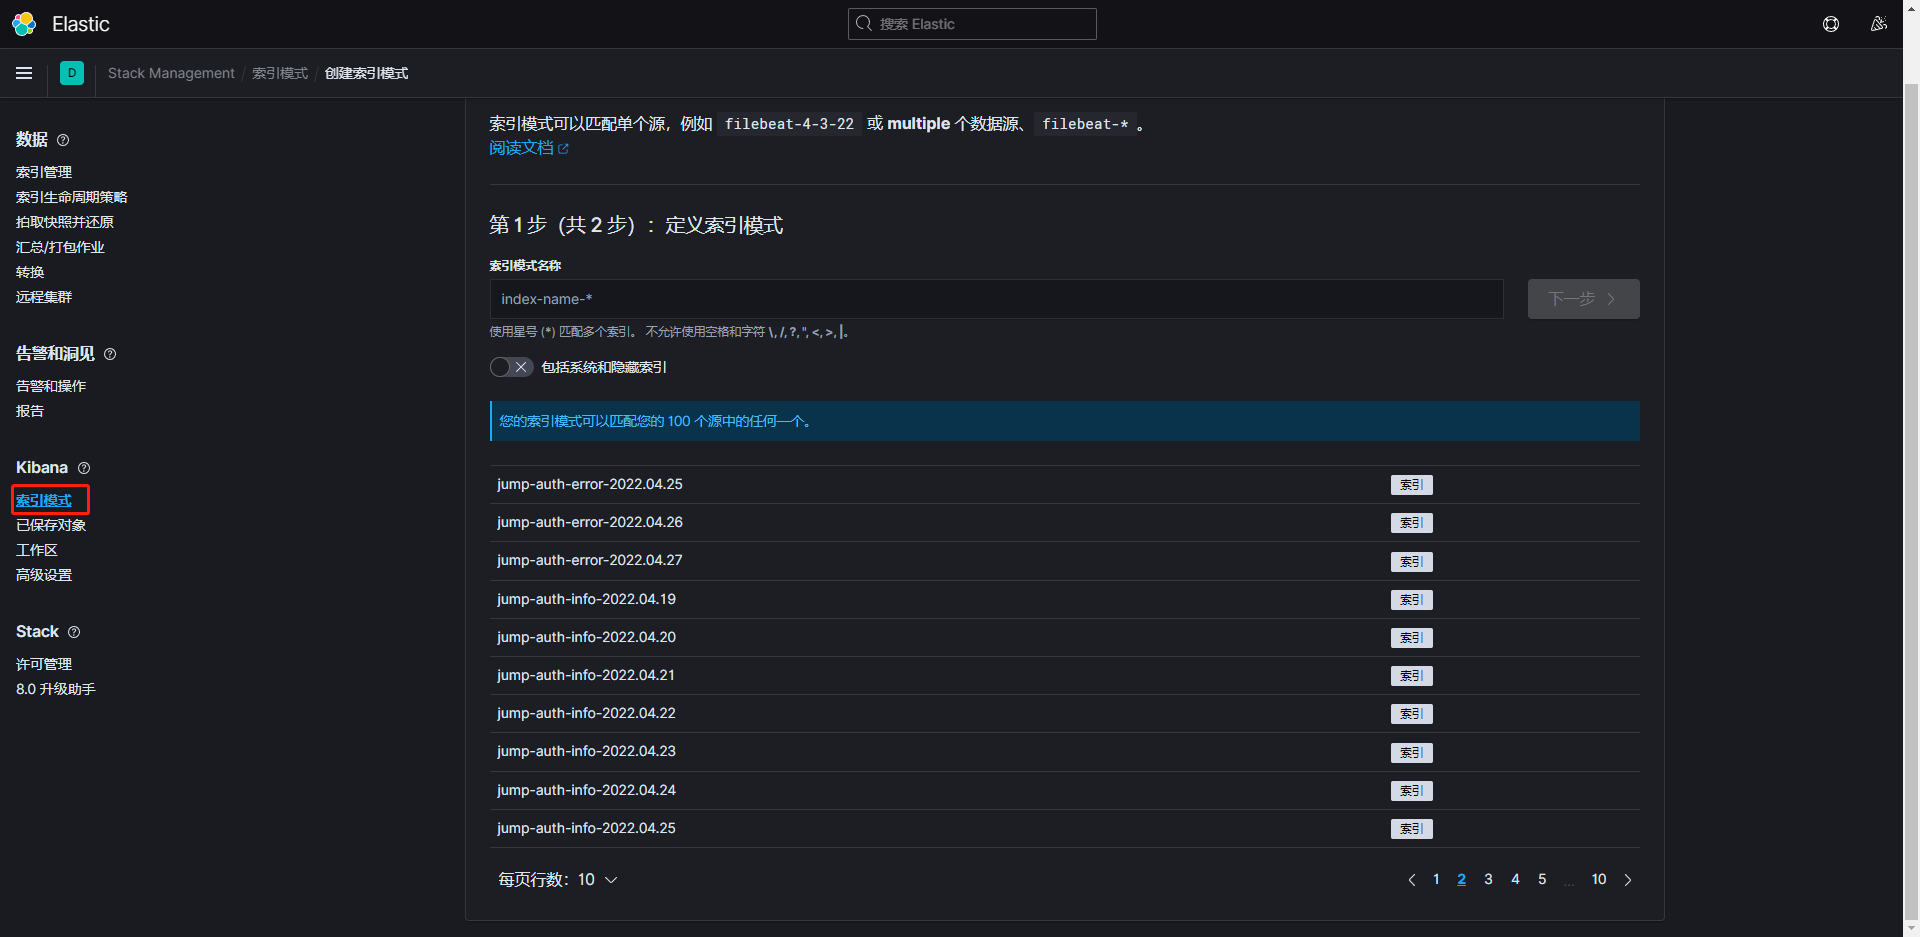 Elastic
搜索 Elastic
D
Stack Management / 索引模式 / 创建索引模式
数据
索引管理
索引生命周期策略
拍取快照并还原
汇总/打包作业
转换
远程集群
告警和洞见
告警和操作
报告
Kibana
索引模式
已保存对象
工作区
高级设置
Stack
许可管理
8.0 升级助手
索引模式可以匹配单个源，例如 filebeat-4-3-22 或 multiple 个数据源、 filebeat-* 。
阅读文档
第 1 步（共 2 步）：定义索引模式
索引模式名称
index-name-*
下一步
使用星号 (*) 匹配多个索引。 不允许使用空格和字符 \, /, ?, ", <, >, |。
包括系统和隐藏索引
您的索引模式可以匹配您的 100 个源中的任何一个。
jump-auth-error-2022.04.25 索引
jump-auth-error-2022.04.26 索引
jump-auth-error-2022.04.27 索引
jump-auth-info-2022.04.19 索引
jump-auth-info-2022.04.20 索引
jump-auth-info-2022.04.21 索引
jump-auth-info-2022.04.22 索引
jump-auth-info-2022.04.23 索引
jump-auth-info-2022.04.24 索引
jump-auth-info-2022.04.25 索引
每页行数：10
1 2 3 4 5 ... 10